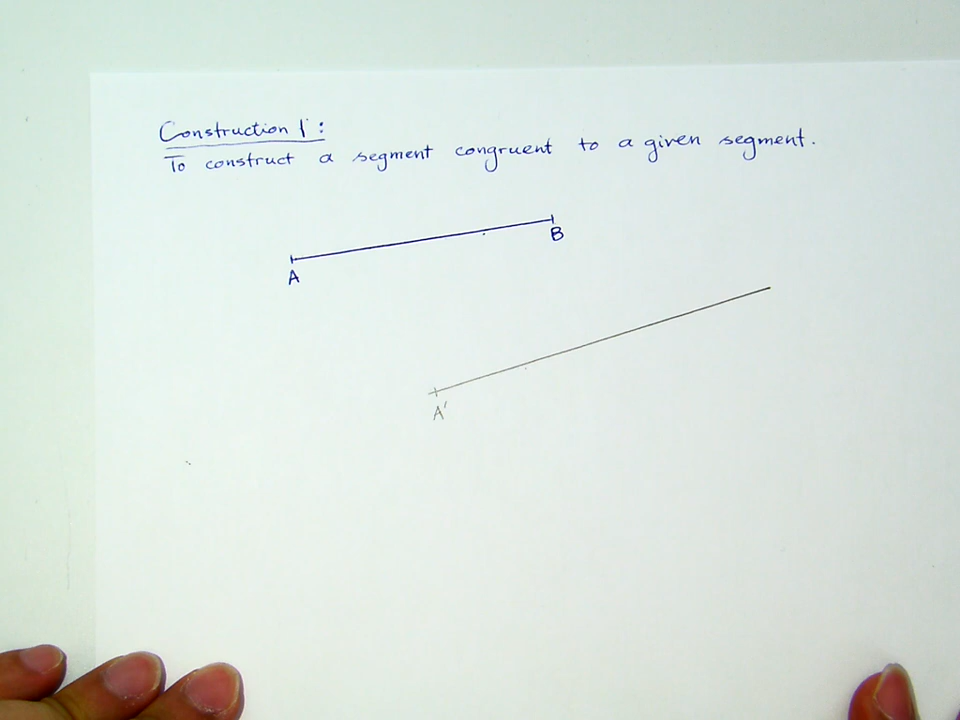 Construction 1:
To construct a segment congruent to a given segment.
B
A
A'